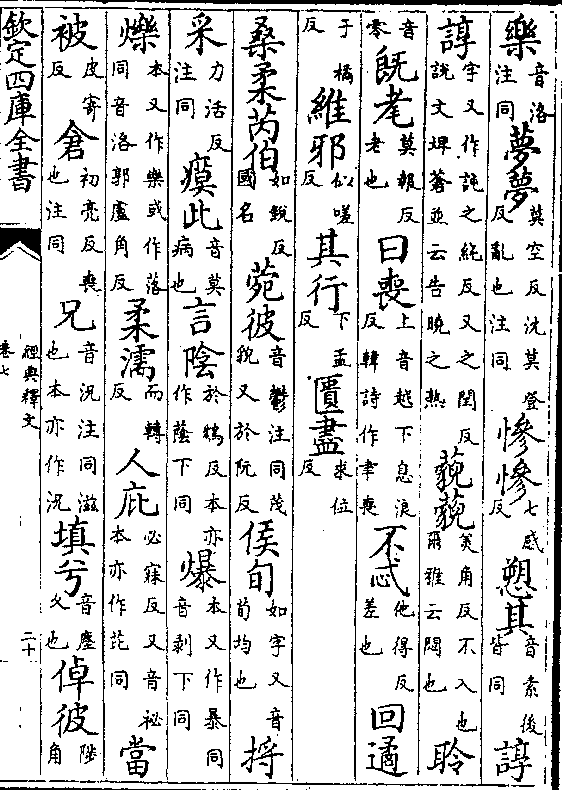 樂音洛注同夢夢莫空反沈莫登反亂也注同慘慘七感反愬其音素後皆同諄
諄字又作訰之純反又之閏反說文埤蒼並云告曉之熟藐藐美角反不入也爾雅云悶也聆
音零既耄莫報反老也曰喪上音越下息浪反韓詩作聿喪不忒他得反差也回遹
于橘反維邪似嗟反其行下孟反匱盡求位反
桑柔芮伯如銳反國名菀彼音鬱注同茂貌又於阮反侯旬如字又音荀均也捋
采力活反注同瘼此音莫病也言陰於鴆反本亦作蔭下同爆本又作暴同音剥下同
爍本又作樂或作落同音洛郭盧角反柔濡而轉反人庇必寐反又音祕本亦作芘同當
被皮寄反倉初亮反喪也注同兄音況注同滋也本亦作況填兮音塵久也倬彼陟角
欽定四庫全書
經典釋文
卷七
二十